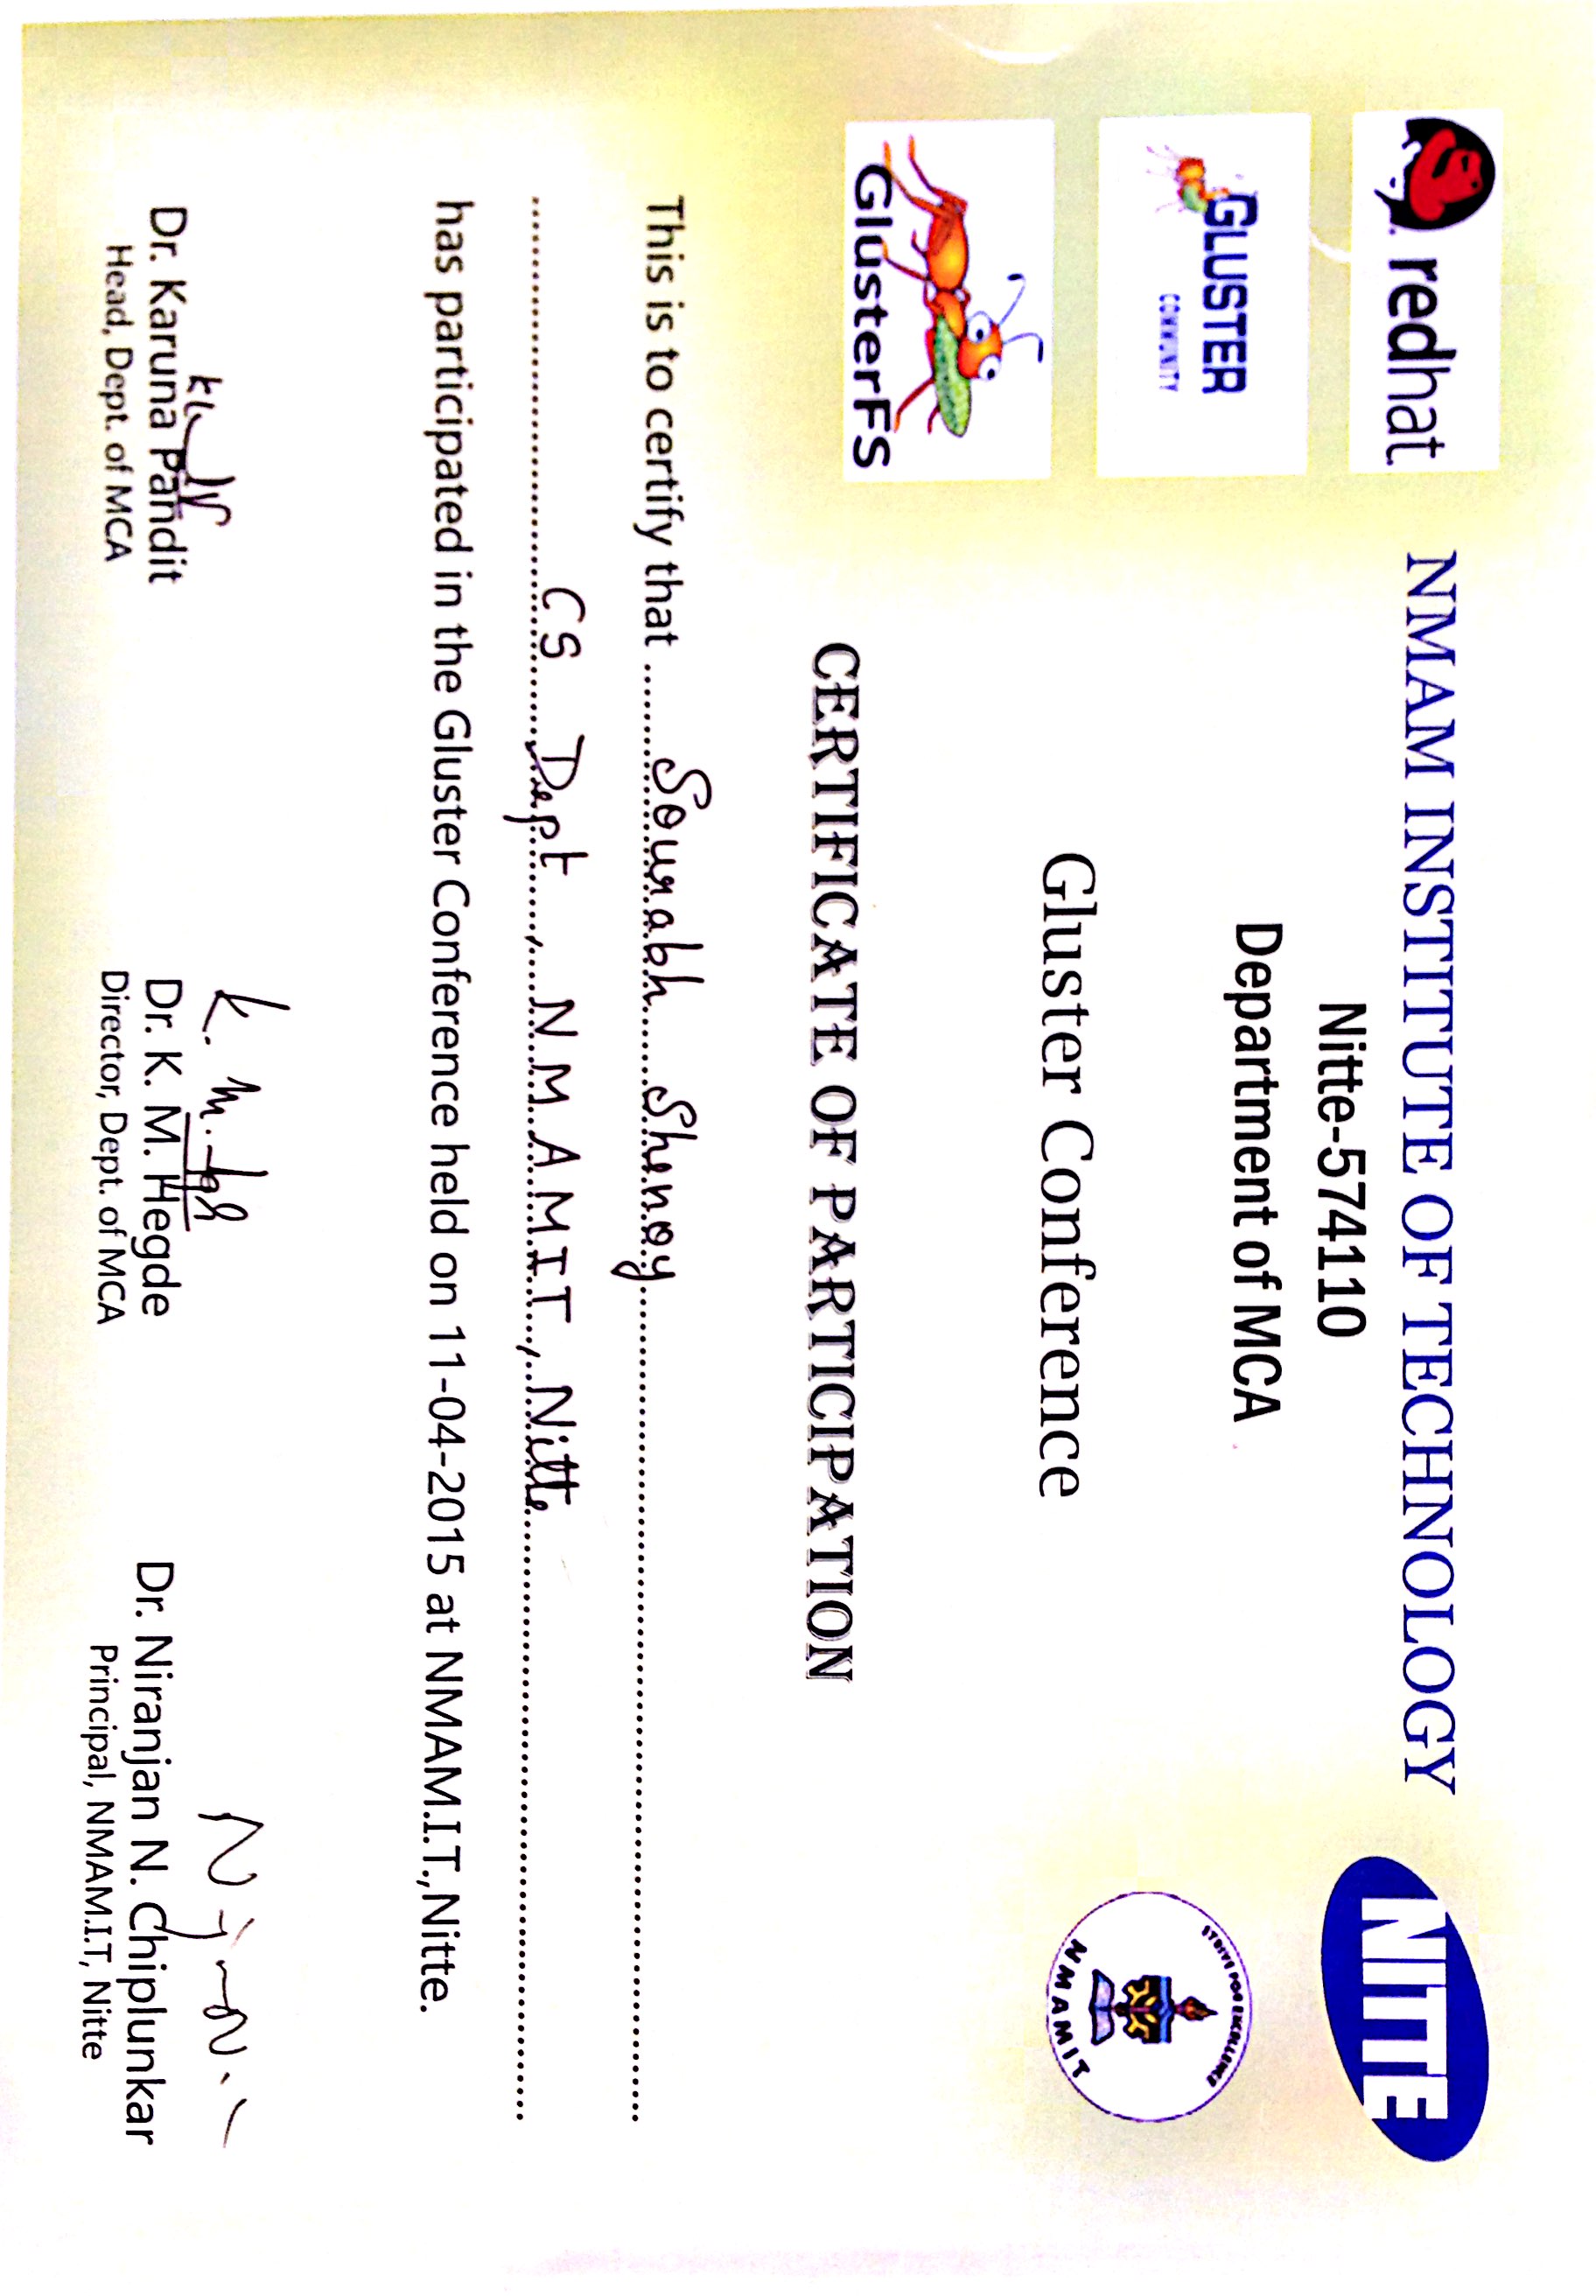 redhat.
NMAM INSTITUTE OF TECHNOLOGY
NITTE
Nitte-574110
Department of MCA
GLUSTER
COMMUNITY
STRIVE FOR EXCELLENCE
NMAMIT
Gluster Conference
GlusterFS
CERTIFICATE OF PARTICIPATION
This is to certify that ........Sourabh Shenoy........
........CS Dept, NMAMIT, Nitte........
has participated in the Gluster Conference held on 11-04-2015 at NMAM.I.T.,Nitte.
K. M.
Dr. Karuna Pandit
Head, Dept. of MCA
Dr. K. M. Hegde
Director, Dept. of MCA
Dr. Niranjan N. Chiplunkar
Principal, NMAM.I.T, Nitte